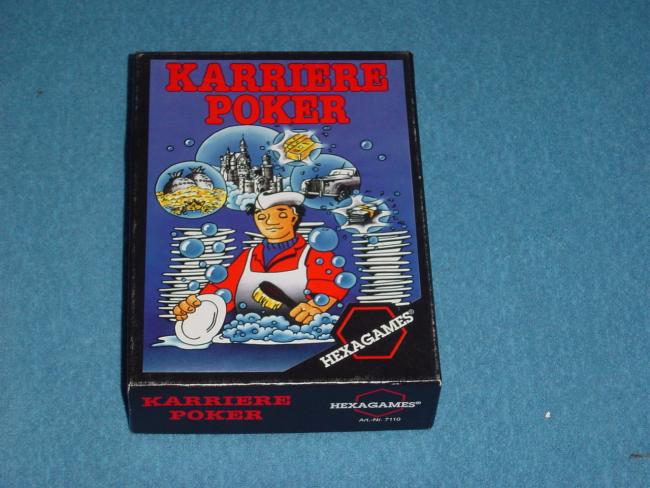 KARRIERE
POKER
HEXAGAMES®
KARRIERE
POKER
HEXAGAMES®
Art.-Nr. 7110